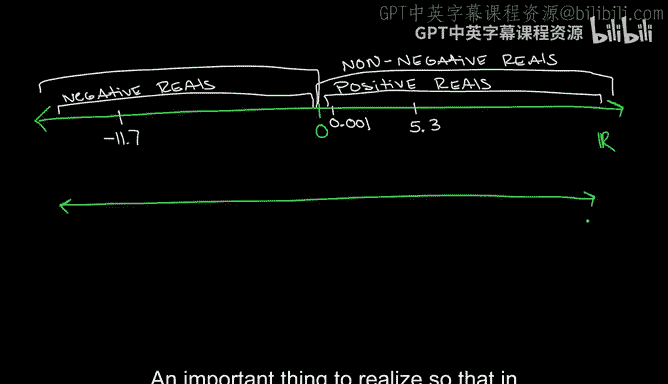 GPT中英字幕课程资源@bilibili.com
GPT中英字幕课程资源 bilibili
NON-NEGATIVE REALS
NEGATIVE REALS
POSITIVE REALS
-11.7
0
0.001
5.3
ℝ
An important thing to realize so that in